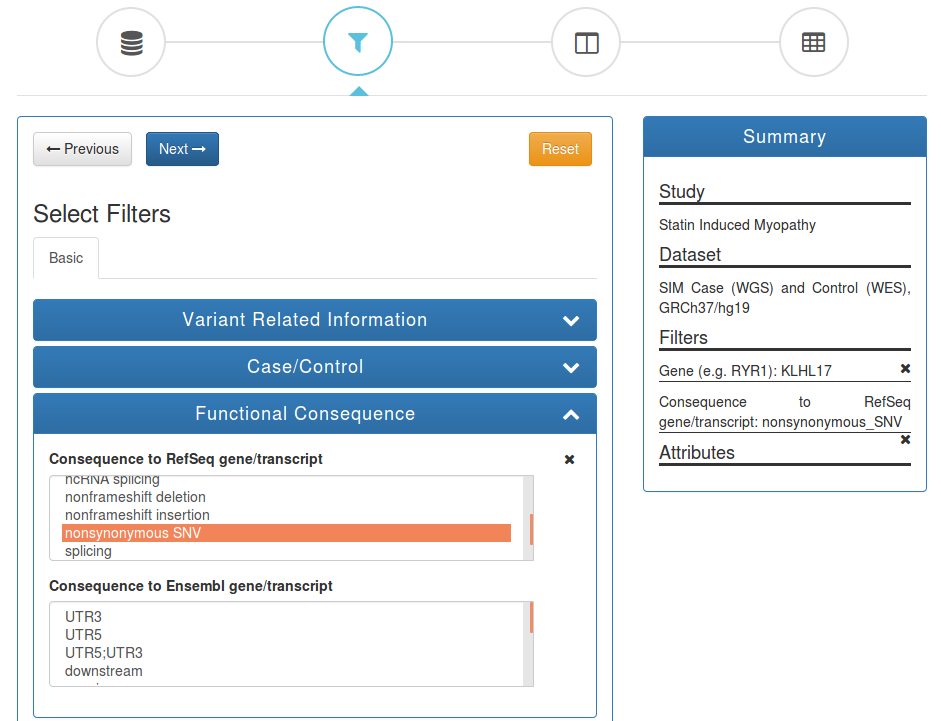 ← Previous
Next →
Reset
Select Filters
Basic
Variant Related Information
Case/Control
Functional Consequence
Consequence to RefSeq gene/transcript
ncRNA splicing
nonframeshift deletion
nonframeshift insertion
nonsynonymous SNV
splicing
Consequence to Ensembl gene/transcript
UTR3
UTR5
UTR5;UTR3
downstream
Summary
Study
Statin Induced Myopathy
Dataset
SIM Case (WGS) and Control (WES),
GRCh37/hg19
Filters
Gene (e.g. RYR1): KLHL17
Consequence to RefSeq
gene/transcript: nonsynonymous_SNV
Attributes